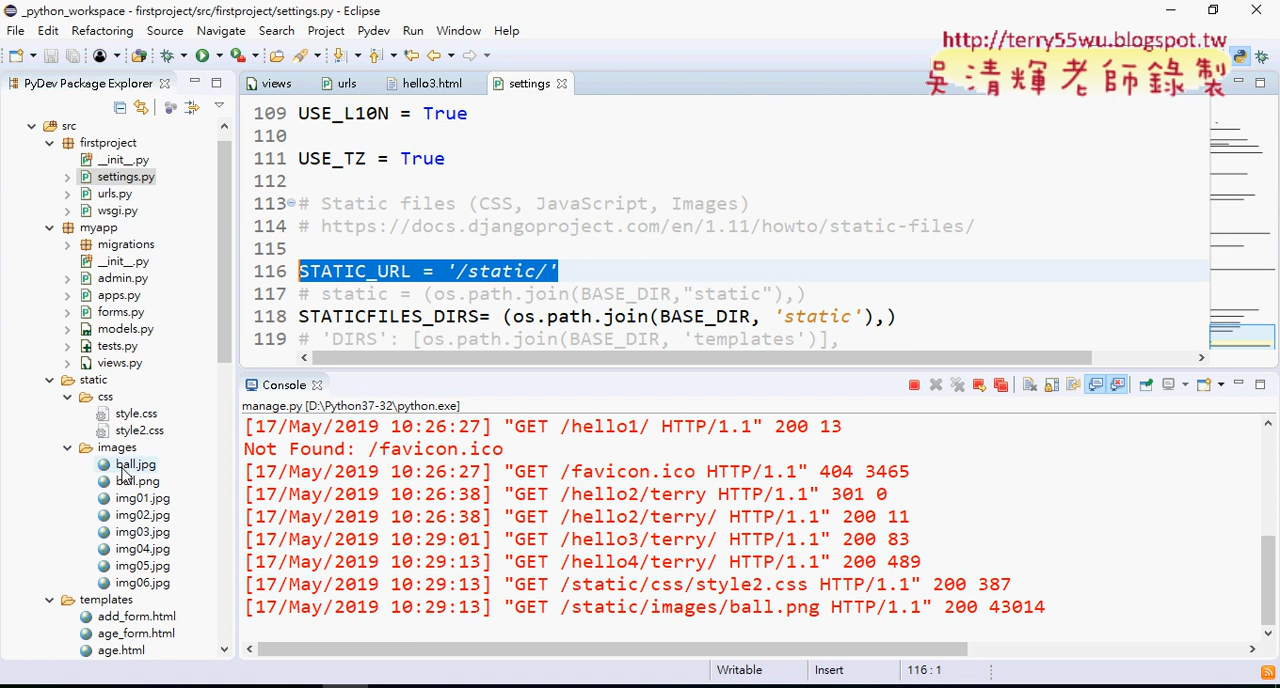 _python_workspace - firstproject/src/firstproject/settings.py - Eclipse
File Edit Refactoring Source Navigate Search Project Pydev Run Window Help
http://terry55wu.blogspot.tw
吳清輝老師錄製
PyDev Package Explorer
views urls hello3.html settings
src
firstproject
__init__.py
settings.py
urls.py
wsgi.py
myapp
migrations
__init__.py
admin.py
apps.py
forms.py
models.py
tests.py
views.py
static
css
style.css
style2.css
images
ball.jpg
ball.png
img01.jpg
img02.jpg
img03.jpg
img04.jpg
img05.jpg
img06.jpg
templates
add_form.html
age_form.html
age.html
109 USE_L10N = True
110
111 USE_TZ = True
112
113 # Static files (CSS, JavaScript, Images)
114 # https://docs.djangoproject.com/en/1.11/howto/static-files/
115
116 STATIC_URL = '/static/'
117 # static = (os.path.join(BASE_DIR,"static"),)
118 STATICFILES_DIRS= (os.path.join(BASE_DIR, 'static'),)
119 # 'DIRS': [os.path.join(BASE_DIR, 'templates')],
Console
manage.py [D:\Python37-32\python.exe]
[17/May/2019 10:26:27] "GET /hello1/ HTTP/1.1" 200 13
Not Found: /favicon.ico
[17/May/2019 10:26:27] "GET /favicon.ico HTTP/1.1" 404 3465
[17/May/2019 10:26:38] "GET /hello2/terry HTTP/1.1" 301 0
[17/May/2019 10:26:38] "GET /hello2/terry/ HTTP/1.1" 200 11
[17/May/2019 10:29:01] "GET /hello3/terry/ HTTP/1.1" 200 83
[17/May/2019 10:29:13] "GET /hello4/terry/ HTTP/1.1" 200 489
[17/May/2019 10:29:13] "GET /static/css/style2.css HTTP/1.1" 200 387
[17/May/2019 10:29:13] "GET /static/images/ball.png HTTP/1.1" 200 43014
Writable Insert 116 : 1